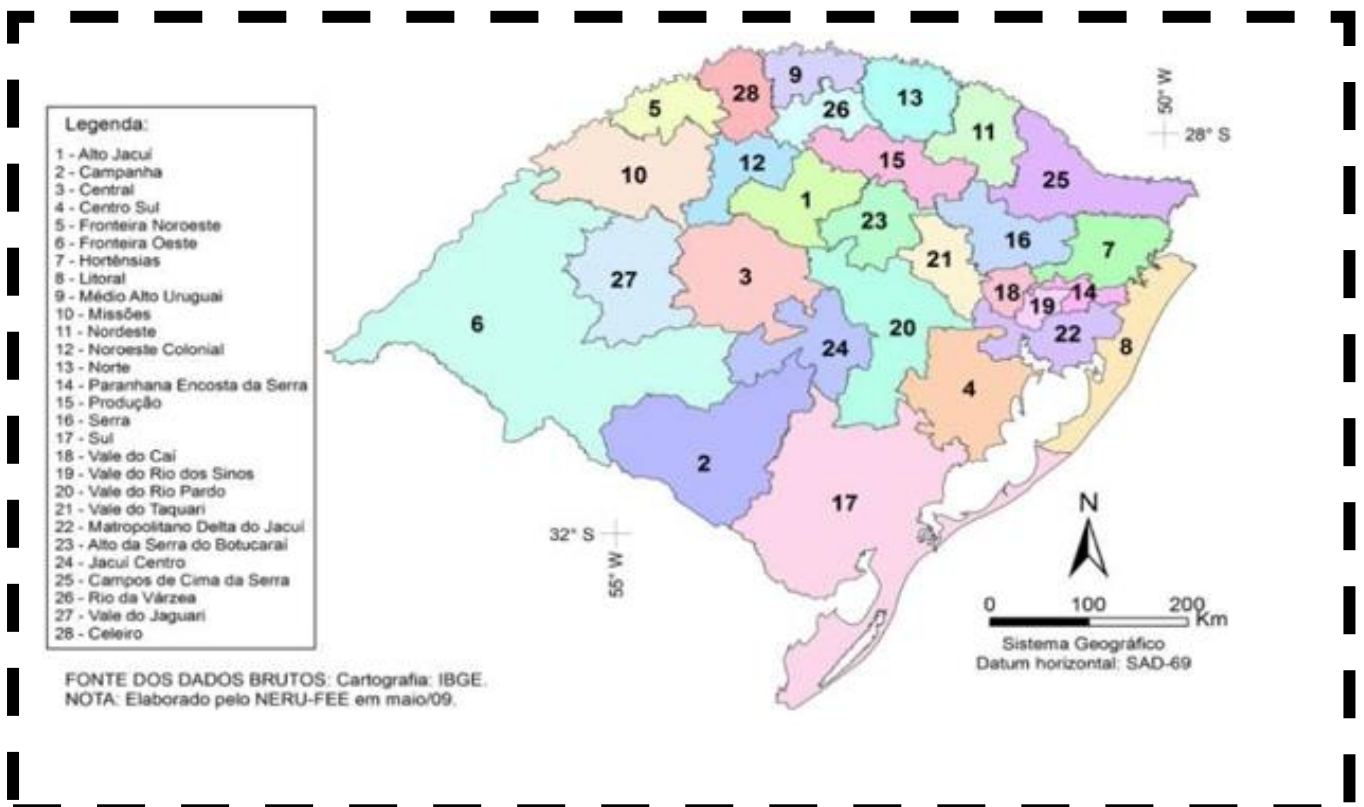 Legenda:
1 - Alto Jacuí
2 - Campanha
3 - Central
4 - Centro Sul
5 - Fronteira Noroeste
6 - Fronteira Oeste
7 - Hortênsias
8 - Litoral
9 - Médio Alto Uruguai
10 - Missões
11 - Nordeste
12 - Noroeste Colonial
13 - Norte
14 - Paranhana Encosta da Serra
15 - Produção
16 - Serra
17 - Sul
18 - Vale do Caí
19 - Vale do Rio dos Sinos
20 - Vale do Rio Pardo
21 - Vale do Taquari
22 - Matropolitano Delta do Jacuí
23 - Alto da Serra do Botucaraí
24 - Jacuí Centro
25 - Campos de Cima da Serra
26 - Rio da Várzea
27 - Vale do Jaguari
28 - Celeiro
FONTE DOS DADOS BRUTOS: Cartografia: IBGE.
NOTA: Elaborado pelo NERU-FEE em maio/09.
9
28
13
5
26
11
15
12
10
25
1
23
16
7
21
3
27
18
14
19
6
20
22
8
24
4
2
17
50° W
28° S
32° S
55° W
N
0 100 200 Km
Sistema Geográfico
Datum horizontal: SAD-69